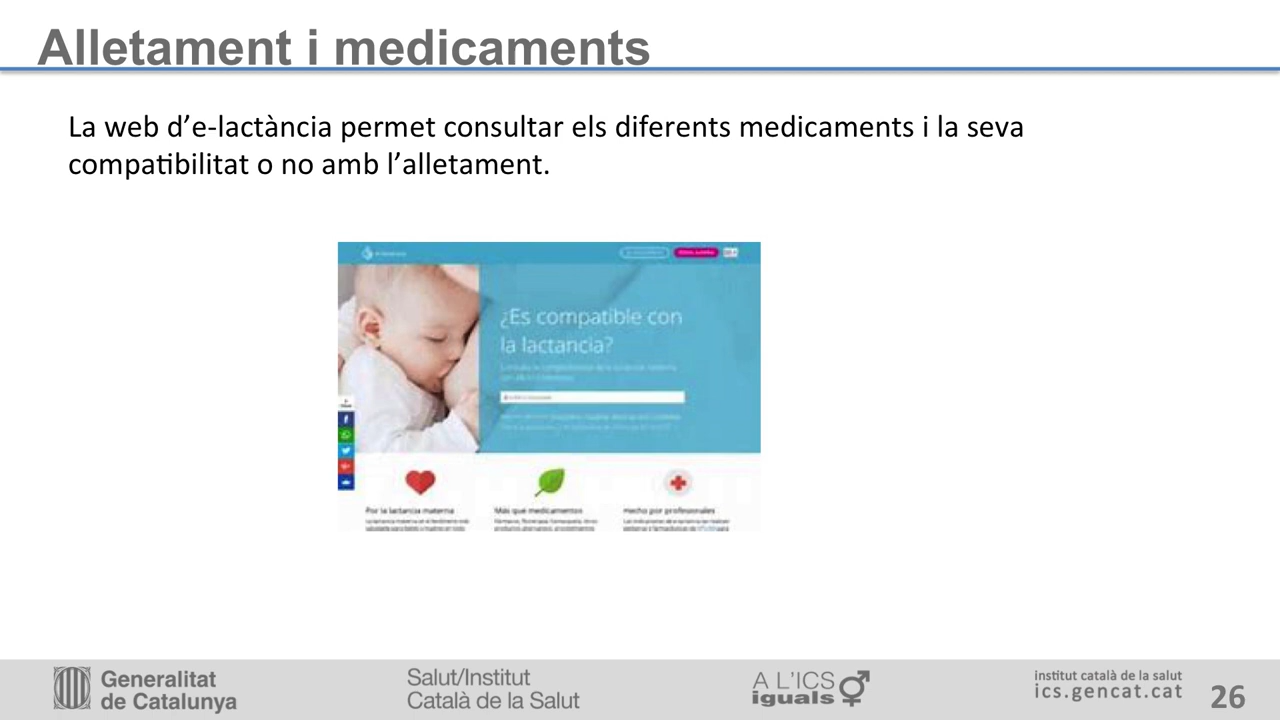 Alletament i medicaments
La web d’e-lactància permet consultar els diferents medicaments i la seva
compatibilitat o no amb l’alletament.
¿Es compatible con
la lactancia?
Por la lactancia materna
Más qué medicamentos
Hecho por profesionales
Generalitat
de Catalunya
Salut/Institut
Català de la Salut
A L'ICS
iguals
institut català de la salut
ics.gencat.cat
26